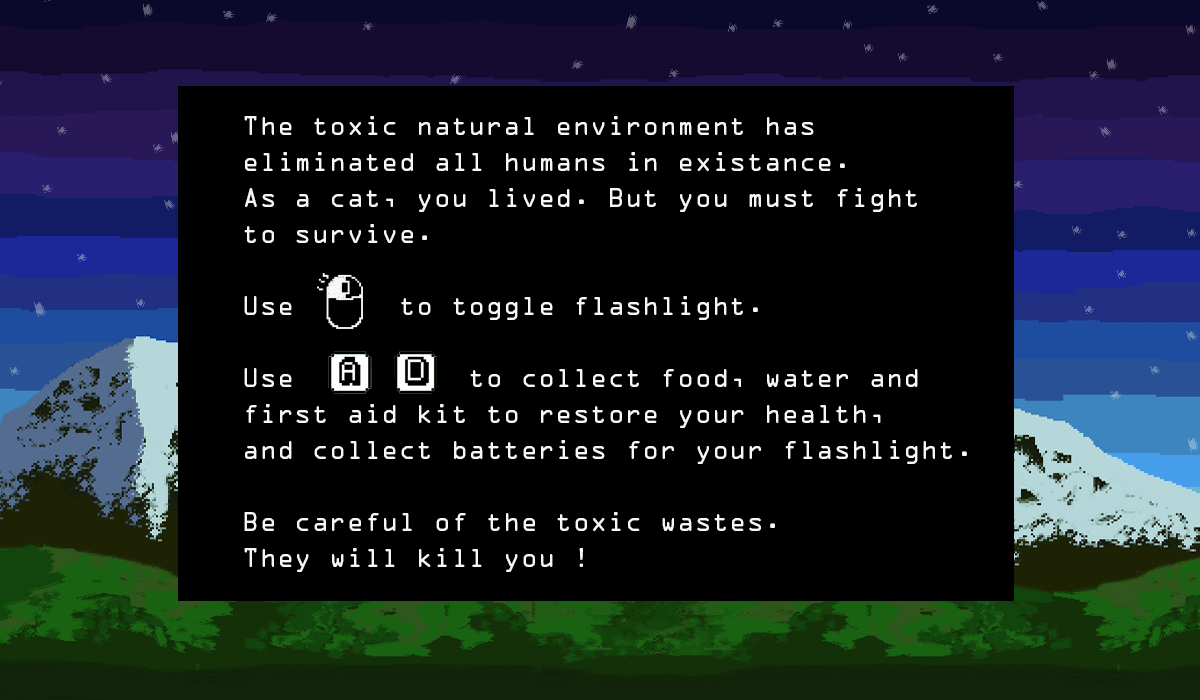 The toxic natural environment has
eliminated all humans in existance.
As a cat, you lived. But you must fight
to survive.
Use to toggle flashlight.
Use A D to collect food, water and
first aid kit to restore your health,
and collect batteries for your flashlight.
Be careful of the toxic wastes.
They will kill you !